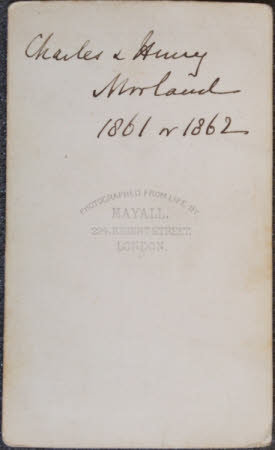 Charles & Henry
Morland
1861 or 1862
PHOTOGRAPHED FROM LIFE, BY
MAYALL.
224, REGENT STREET.
LONDON.